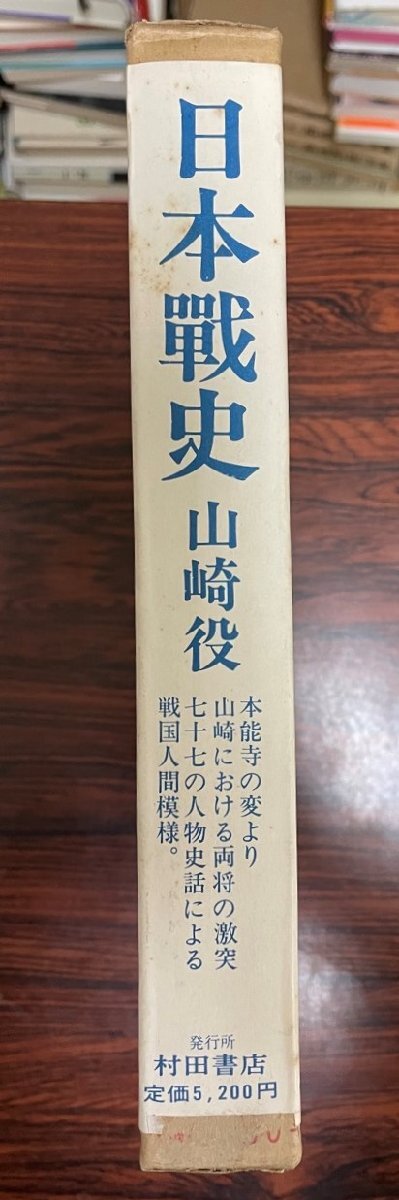 日本戰史
山崎役
本能寺の変より
山崎における両将の激突
七十七の人物史話による
戦国人間模様。
発行所
村田書店
定価5,200円